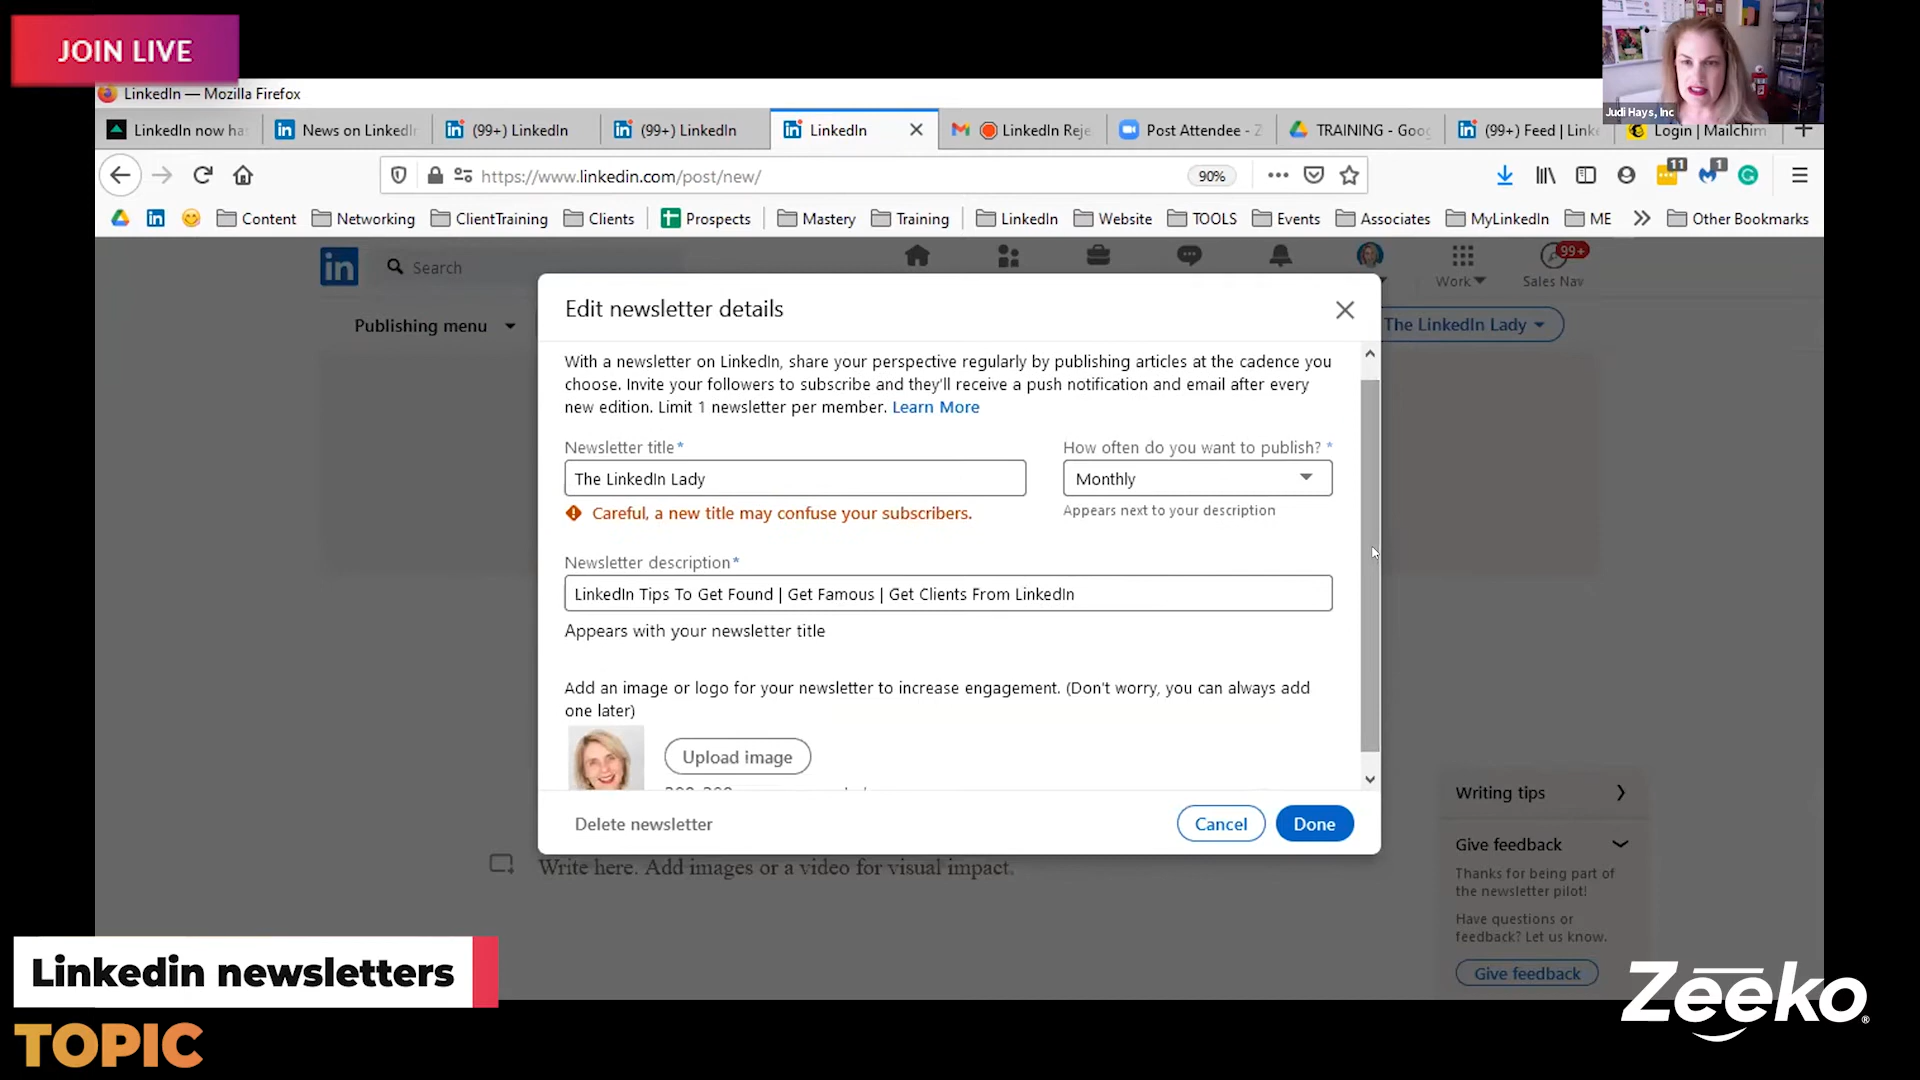 JOIN LIVE
Judi Hays, Inc
LinkedIn — Mozilla Firefox
LinkedIn now ha
News on LinkedIn
(99+) LinkedIn
(99+) LinkedIn
LinkedIn
LinkedIn Reje
Post Attendee - Z
TRAINING - Goog
(99+) Feed | Linke
Login | Mailchim
https://www.linkedin.com/post/new/
90%
11
1
Content
Networking
ClientTraining
Clients
Prospects
Mastery
Training
LinkedIn
Website
TOOLS
Events
Associates
MyLinkedIn
ME
Other Bookmarks
in
Search
99+
Work
Sales Nav
Publishing menu
The LinkedIn Lady
Edit newsletter details
With a newsletter on LinkedIn, share your perspective regularly by publishing articles at the cadence you
choose. Invite your followers to subscribe and they'll receive a push notification and email after every
new edition. Limit 1 newsletter per member. Learn More
Newsletter title*
How often do you want to publish? *
The LinkedIn Lady
Monthly
Careful, a new title may confuse your subscribers.
Appears next to your description
Newsletter description*
LinkedIn Tips To Get Found | Get Famous | Get Clients From LinkedIn
Appears with your newsletter title
Add an image or logo for your newsletter to increase engagement. (Don't worry, you can always add
one later)
Upload image
Delete newsletter
Cancel
Done
Write here. Add images or a video for visual impact.
Writing tips
Give feedback
Thanks for being part of
the newsletter pilot!
Have questions or
feedback? Let us know.
Give feedback
Linkedin newsletters
TOPIC
Zeeko®